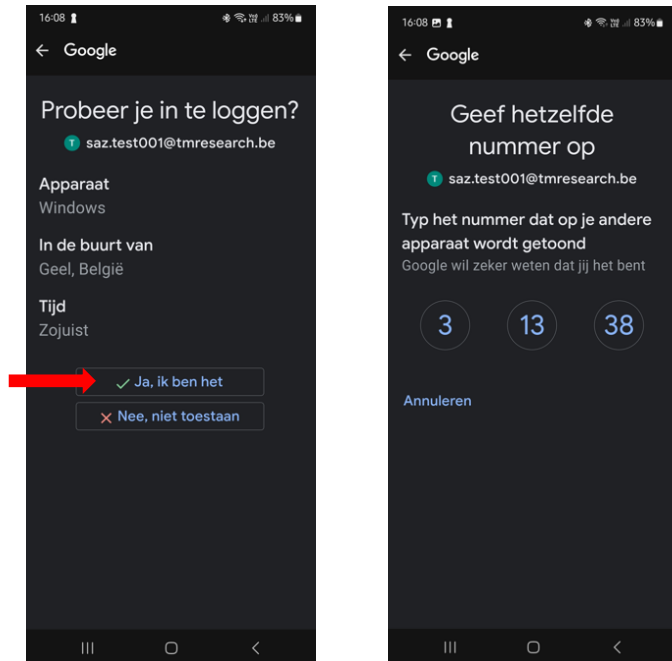 16:08 83%
Google
Probeer je in te loggen?
T saz.test001@tmresearch.be
Apparaat
Windows
In de buurt van
Geel, België
Tijd
Zojuist
Ja, ik ben het
Nee, niet toestaan
16:08 83%
Google
Geef hetzelfde
nummer op
T saz.test001@tmresearch.be
Typ het nummer dat op je andere
apparaat wordt getoond
Google wil zeker weten dat jij het bent
3 13 38
Annuleren